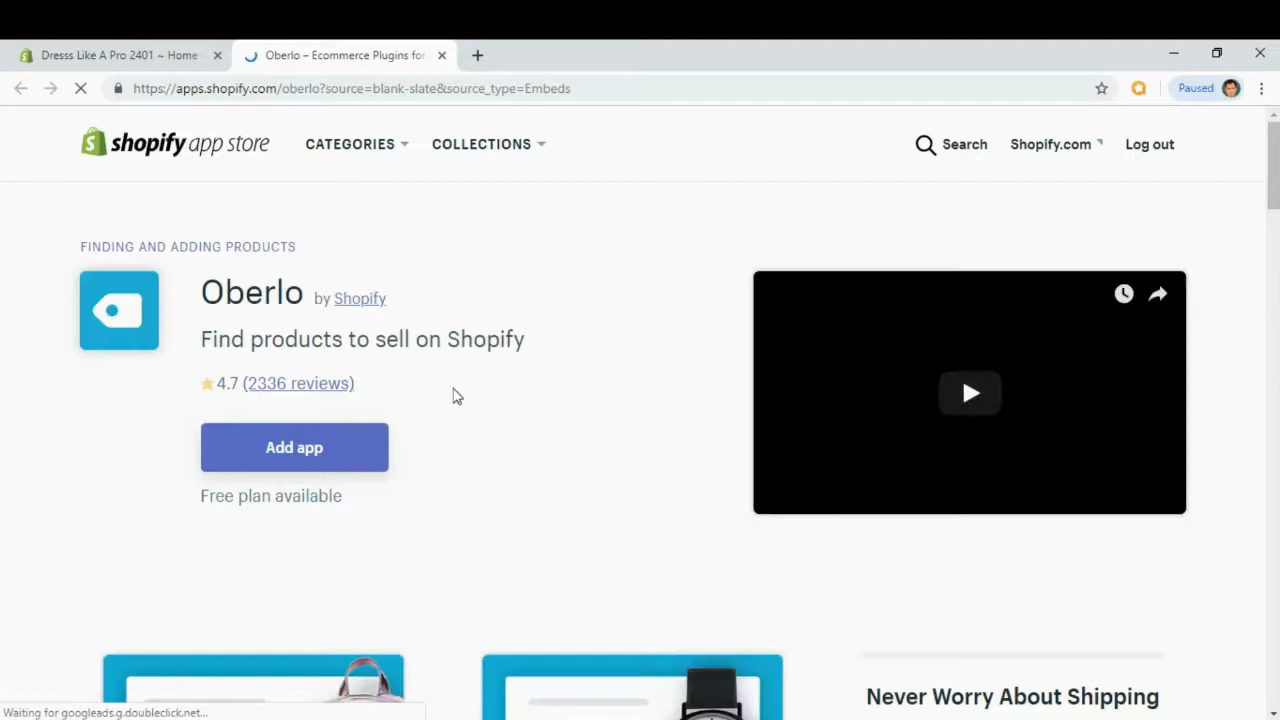 Dresss Like A Pro 2401 ~ Home
Oberlo – Ecommerce Plugins for
https://apps.shopify.com/oberlo?source=blank-slate&source_type=Embeds
Paused
shopify app store
CATEGORIES
COLLECTIONS
Search
Shopify.com
Log out
FINDING AND ADDING PRODUCTS
Oberlo by Shopify
Find products to sell on Shopify
4.7 (2336 reviews)
Add app
Free plan available
Never Worry About Shipping
Waiting for googleads.g.doubleclick.net...